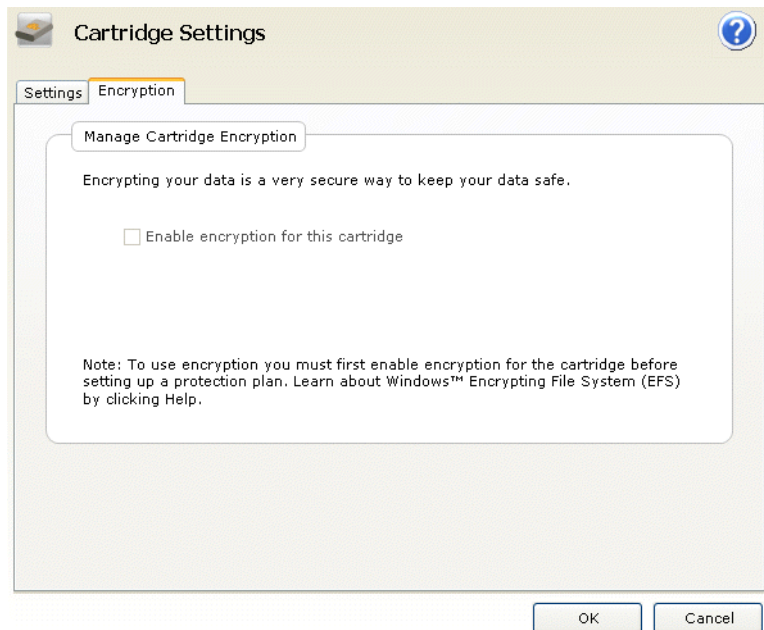 Cartridge Settings
?
Settings
Encryption
Manage Cartridge Encryption
Encrypting your data is a very secure way to keep your data safe.
Enable encryption for this cartridge
Note: To use encryption you must first enable encryption for the cartridge before
setting up a protection plan. Learn about Windows™ Encrypting File System (EFS)
by clicking Help.
OK
Cancel